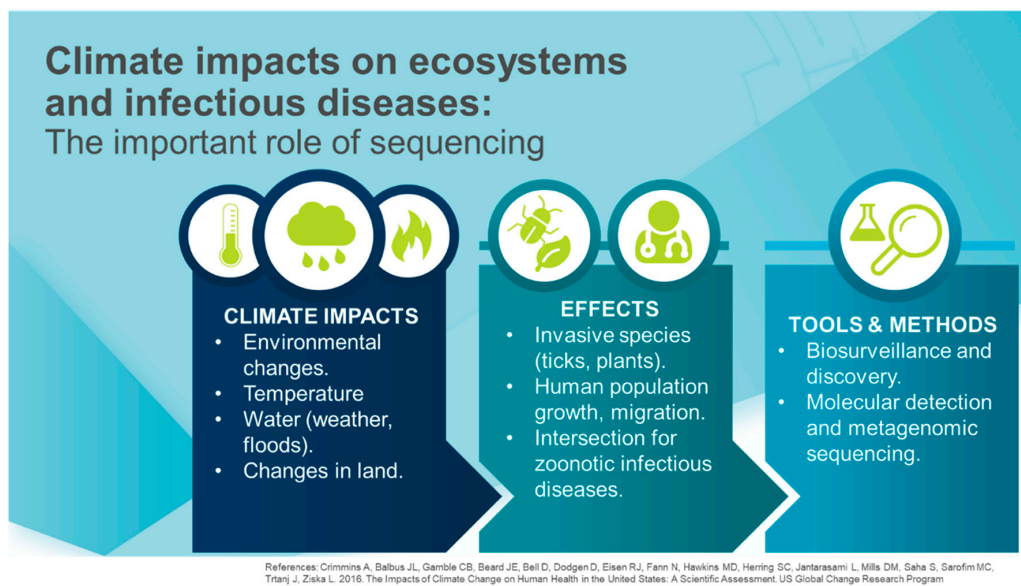 Climate impacts on ecosystems
and infectious diseases:
The important role of sequencing
CLIMATE IMPACTS
• Environmental
changes.
• Temperature
• Water (weather,
floods).
• Changes in land.
EFFECTS
• Invasive species
(ticks, plants).
• Human population
growth, migration.
• Intersection for
zoonotic infectious
diseases.
TOOLS & METHODS
• Biosurveillance and
discovery.
• Molecular detection
and metagenomic
sequencing.
References: Crimmins A, Balbus JL, Gamble CB, Beard JE, Bell D, Dodgen D, Eisen RJ, Fann N, Hawkins MD, Herring SC, Jantarasami L, Mills DM, Saha S, Sarofim MC,
Trtanj J, Ziska L. 2016. The Impacts of Climate Change on Human Health in the United States: A Scientific Assessment. US Global Change Research Program